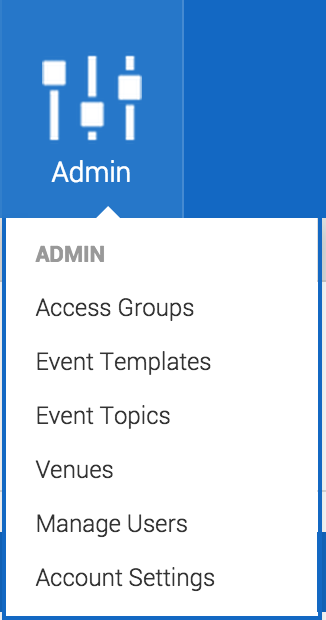 Admin
ADMIN
Access Groups
Event Templates
Event Topics
Venues
Manage Users
Account Settings